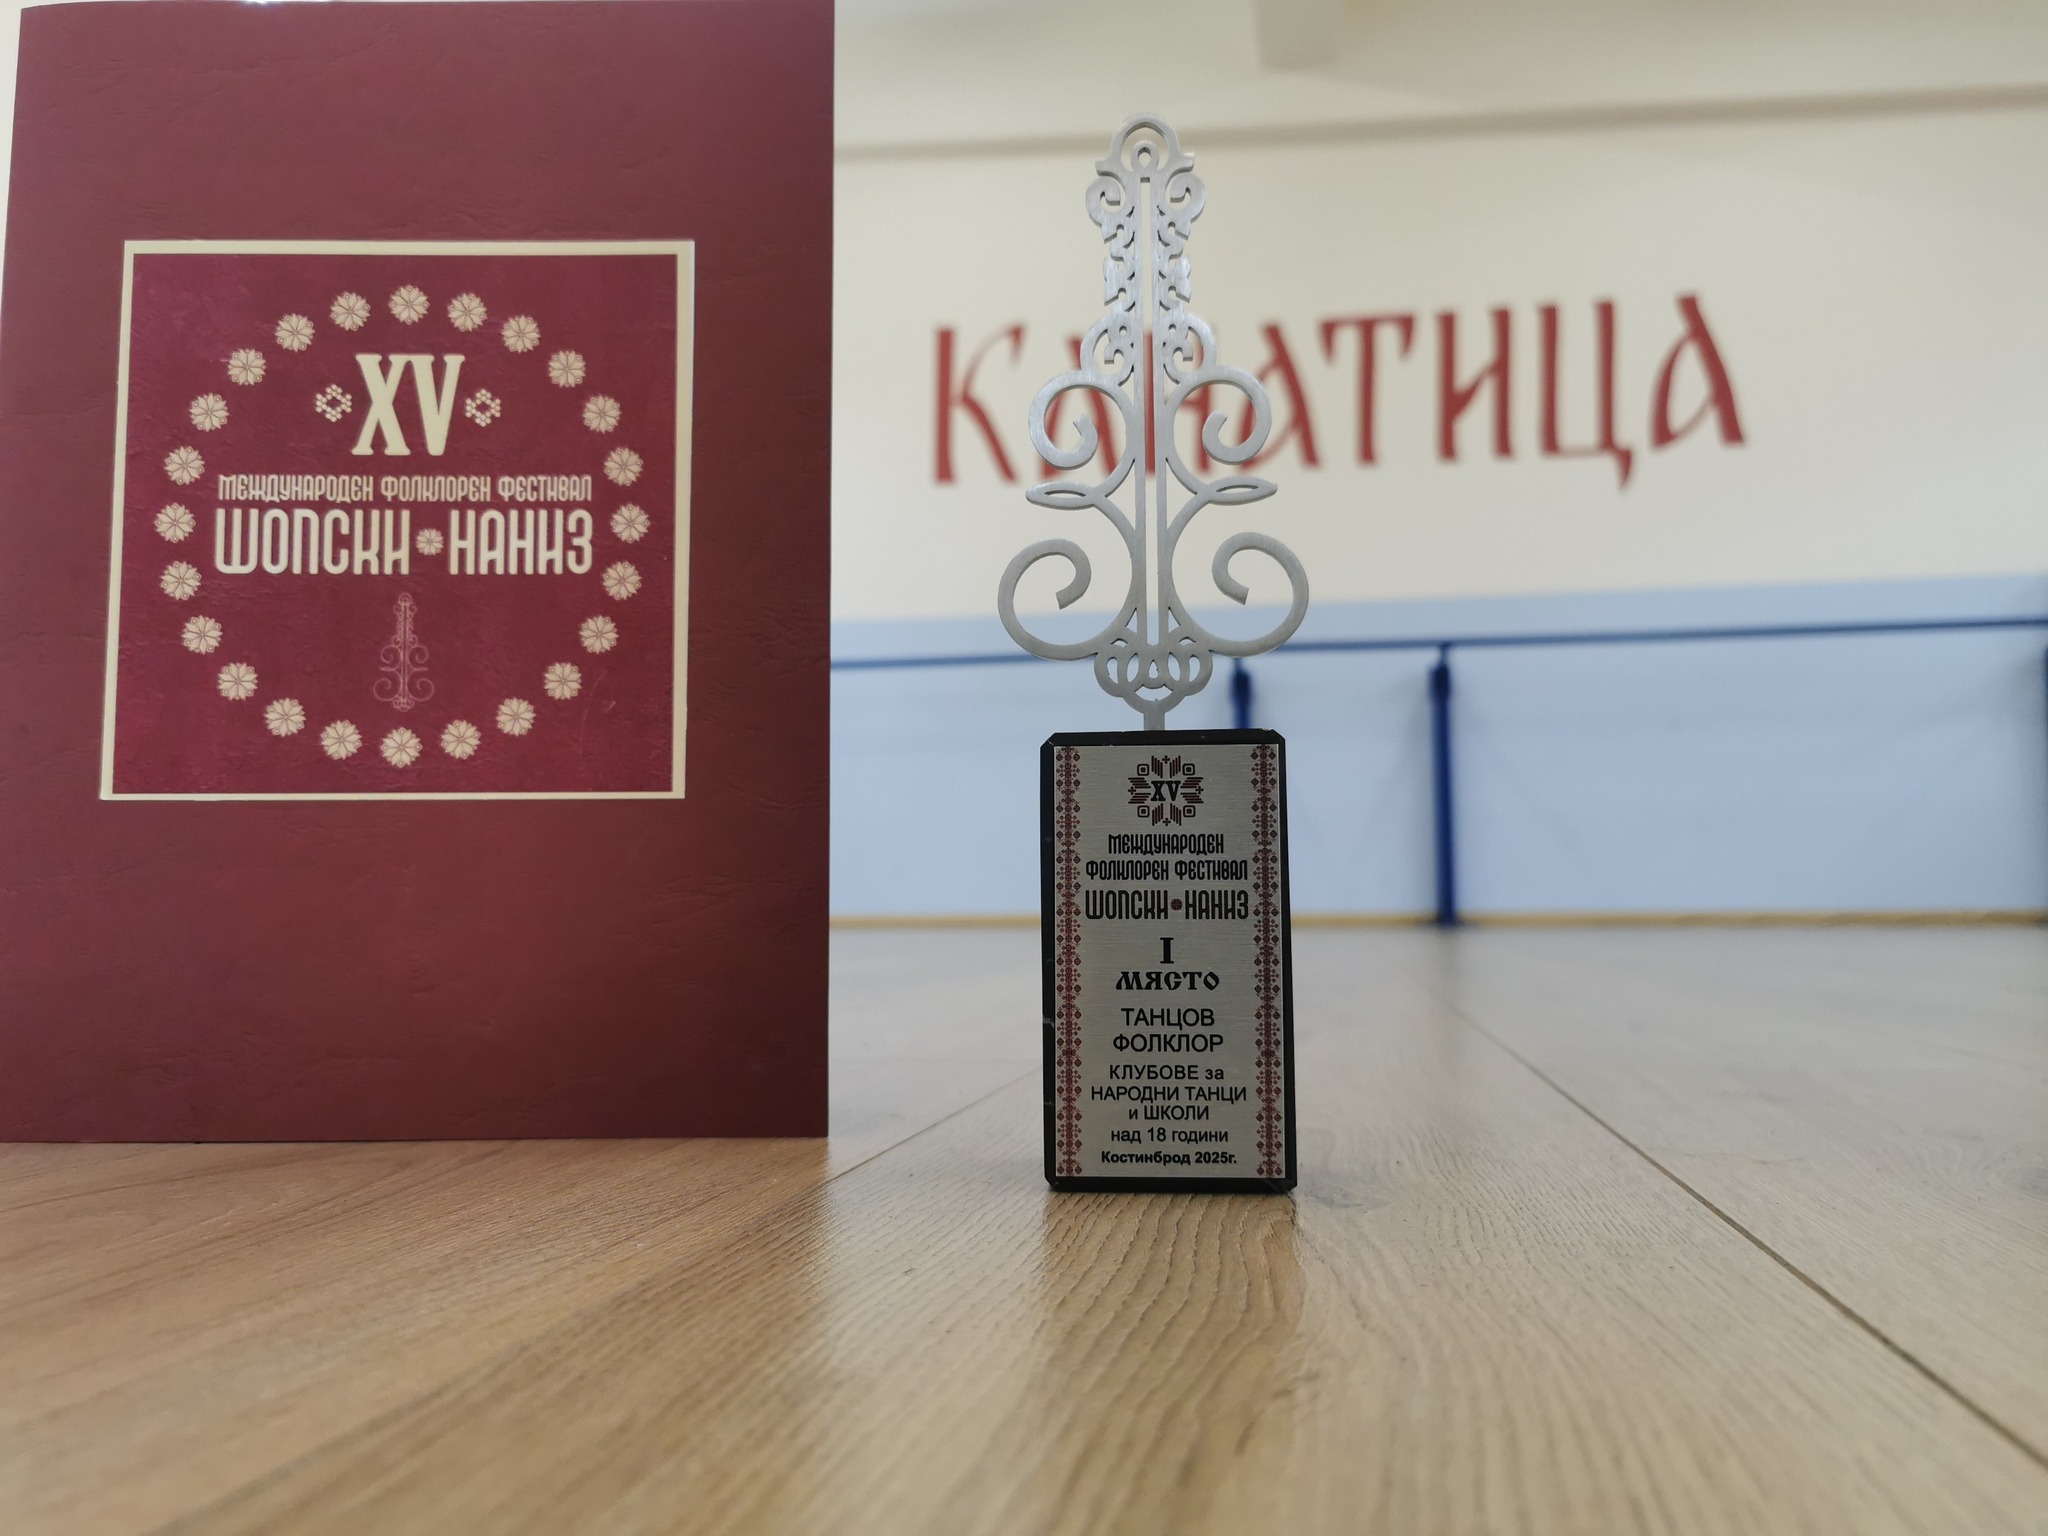 XV
МЕЖДУНАРОДЕН ФОЛКЛОРЕН ФЕСТИВАЛ
ШОПСКИ НАНИЗ
КАНАТИЦА
XV
МЕЖДУНАРОДЕН
ФОЛКЛОРЕН ФЕСТИВАЛ
ШОПСКИ НАНИЗ
I
МЯСТО
ТАНЦОВ
ФОЛКЛОР
КЛУБОВЕ за
НАРОДНИ ТАНЦИ
и ШКОЛИ
над 18 години
Костинброд 2025г.